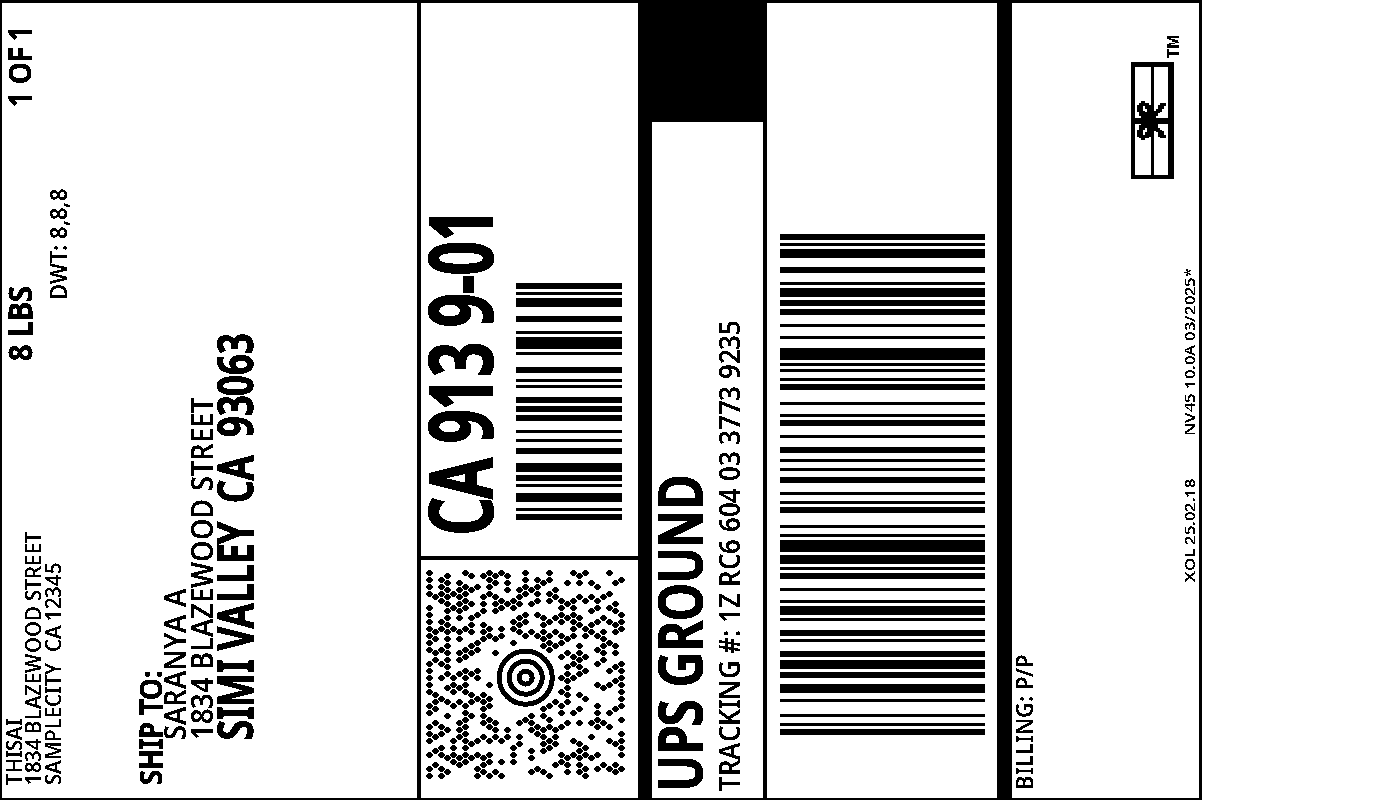 THISAI
1834 BLAZEWOOD STREET
SAMPLECITY CA 12345
8 LBS
1 OF 1
DWT: 8,8,8
SHIP TO:
SARANYA A
1834 BLAZEWOOD STREET
SIMI VALLEY CA 93063
CA 913 9-01
UPS GROUND
TRACKING #: 1Z RC6 604 03 3773 9235
BILLING: P/P
XOL 25.02.18 NV45 10.0A 03/2025*
TM